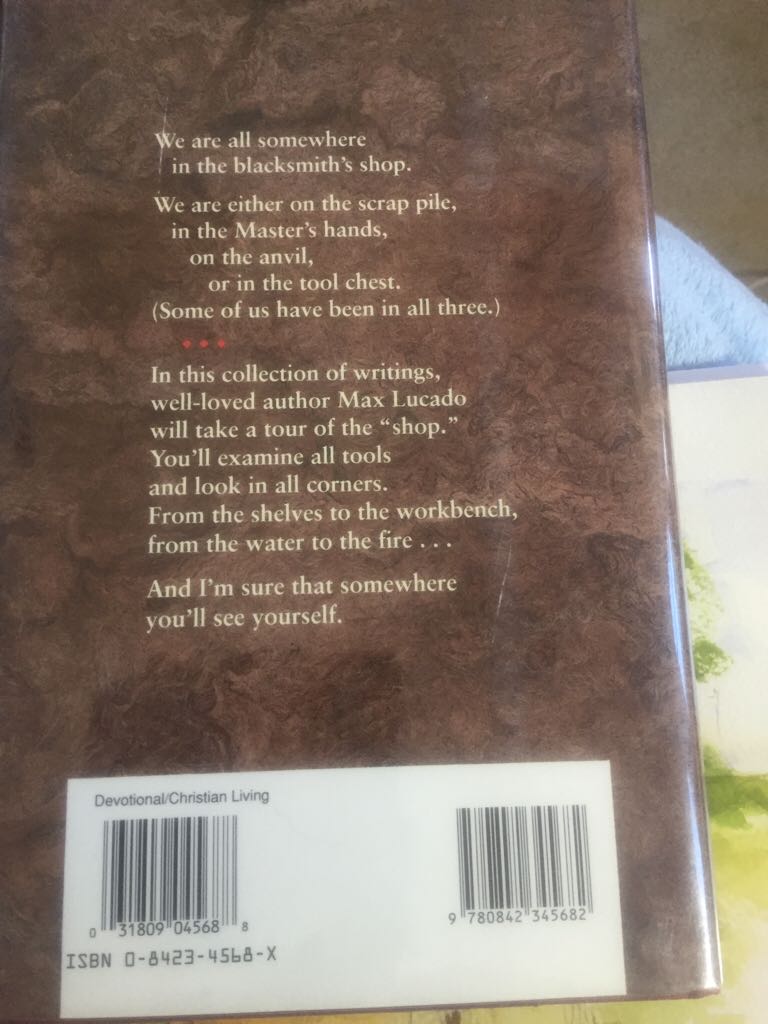 We are all somewhere
in the blacksmith's shop.
We are either on the scrap pile,
in the Master's hands,
on the anvil,
or in the tool chest.
(Some of us have been in all three.)
In this collection of writings,
well-loved author Max Lucado
will take a tour of the “shop.”
You'll examine all tools
and look in all corners.
From the shelves to the workbench,
from the water to the fire . . .
And I'm sure that somewhere
you'll see yourself.
Devotional/Christian Living
0 31809 04568 8
9 780842 345682
ISBN 0-8423-4568-X